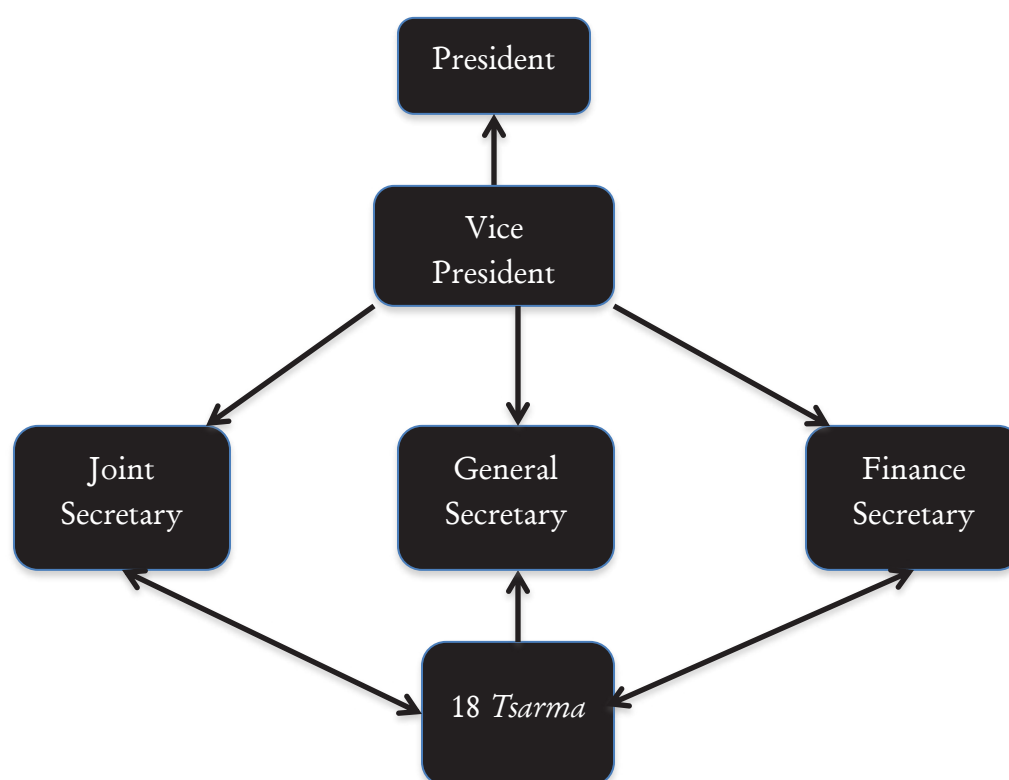 President
Vice
President
Joint
Secretary
General
Secretary
Finance
Secretary
18 Tsarma